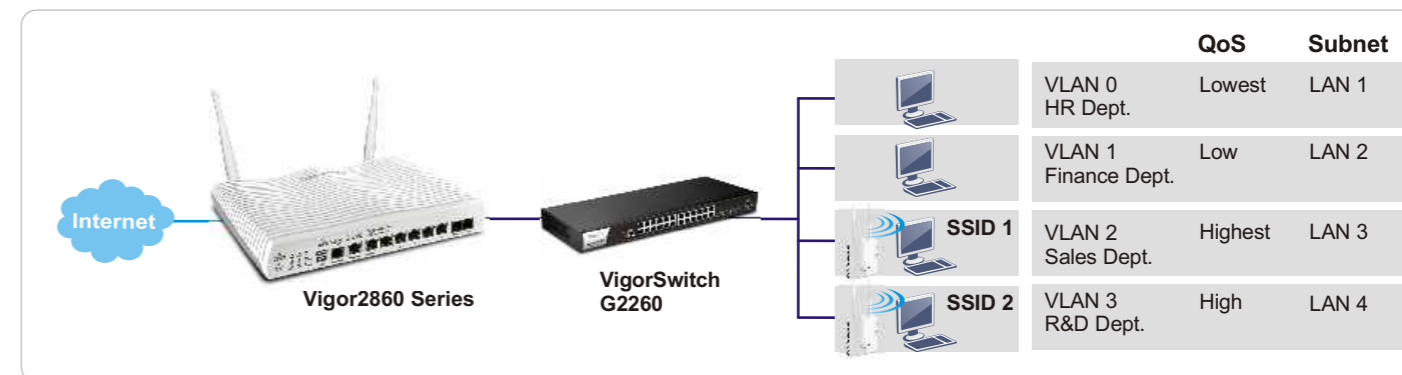 QoS Subnet
VLAN 0 Lowest LAN 1
HR Dept.
VLAN 1 Low LAN 2
Finance Dept.
Internet
SSID 1 VLAN 2 Highest LAN 3
Sales Dept.
Vigor2860 Series
VigorSwitch
G2260
SSID 2 VLAN 3 High LAN 4
R&D Dept.